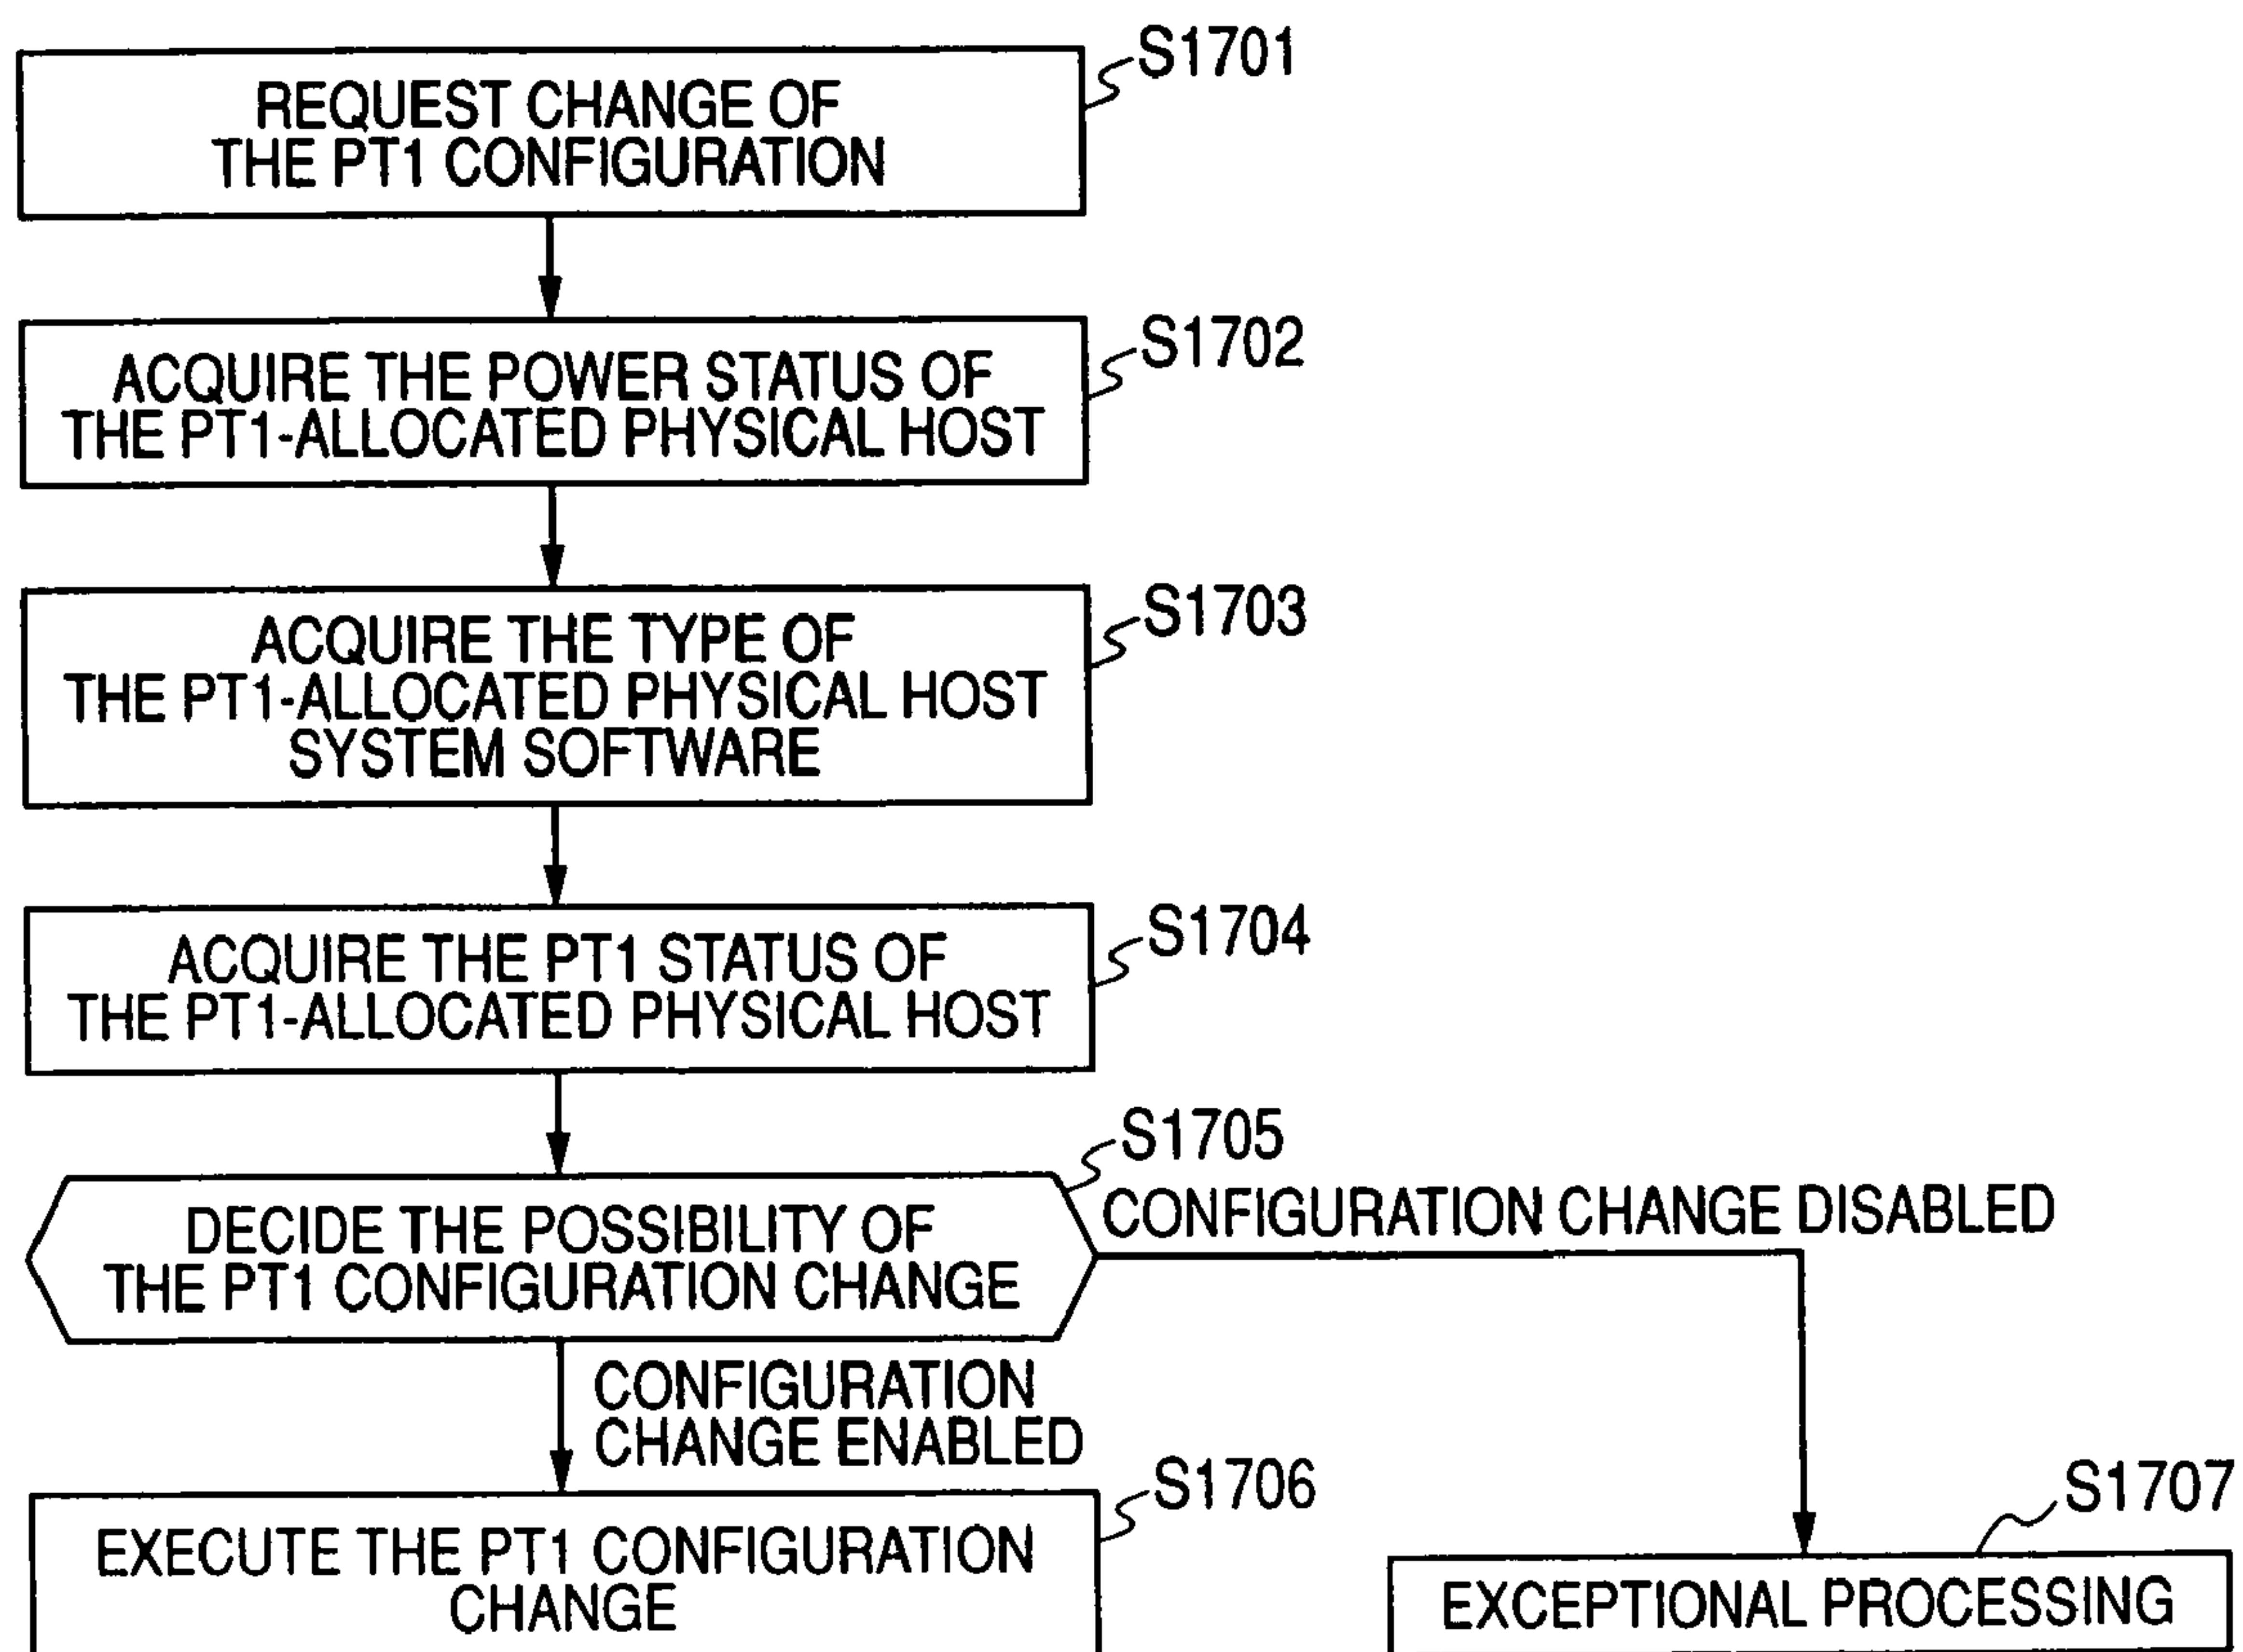 S1701
REQUEST CHANGE OF
THE PT1 CONFIGURATION
S1702
ACQUIRE THE POWER STATUS OF
THE PT1-ALLOCATED PHYSICAL HOST
S1703
ACQUIRE THE TYPE OF
THE PT1-ALLOCATED PHYSICAL HOST
SYSTEM SOFTWARE
S1704
ACQUIRE THE PT1 STATUS OF
THE PT1-ALLOCATED PHYSICAL HOST
S1705
DECIDE THE POSSIBILITY OF
THE PT1 CONFIGURATION CHANGE
CONFIGURATION CHANGE DISABLED
CONFIGURATION
CHANGE ENABLED
S1706
EXECUTE THE PT1 CONFIGURATION
CHANGE
S1707
EXCEPTIONAL PROCESSING